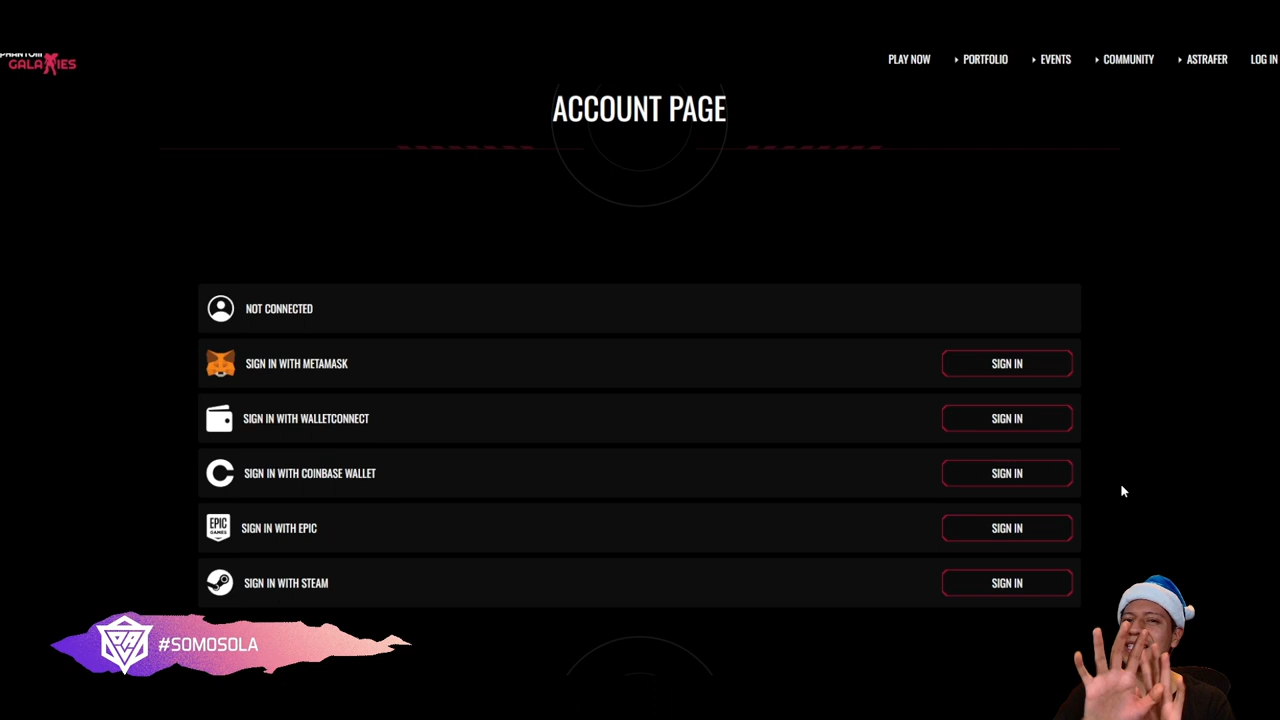 PHANTOM
GALAXIES
PLAY NOW
PORTFOLIO
EVENTS
COMMUNITY
ASTRAFER
LOG IN
ACCOUNT PAGE
NOT CONNECTED
SIGN IN WITH METAMASK
SIGN IN
SIGN IN WITH WALLETCONNECT
SIGN IN
SIGN IN WITH COINBASE WALLET
SIGN IN
EPIC
GAMES
SIGN IN WITH EPIC
SIGN IN
SIGN IN WITH STEAM
SIGN IN
#SOMOSOLA